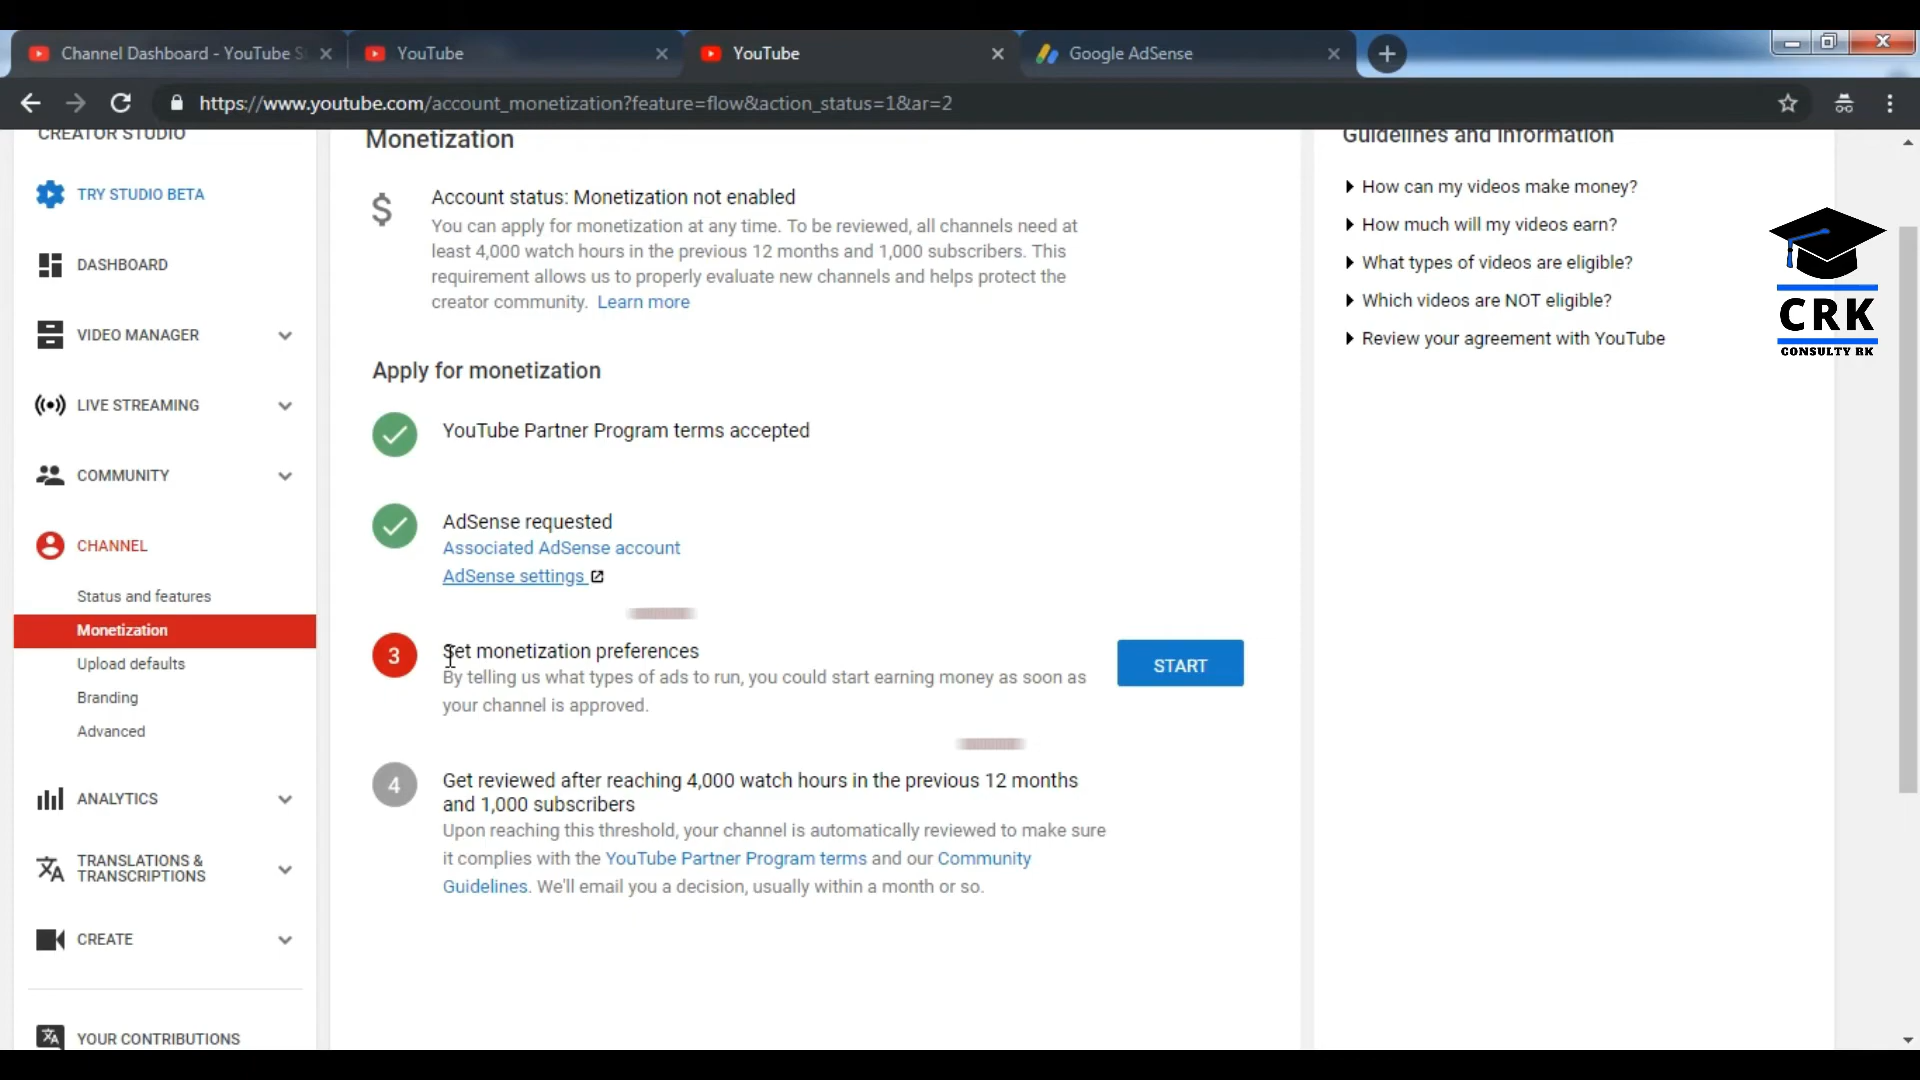 Channel Dashboard - YouTube S
YouTube
YouTube
Google AdSense
https://www.youtube.com/account_monetization?feature=flow&action_status=1&ar=2
CREATOR STUDIO
TRY STUDIO BETA
DASHBOARD
VIDEO MANAGER
LIVE STREAMING
COMMUNITY
CHANNEL
Status and features
Monetization
Upload defaults
Branding
Advanced
ANALYTICS
TRANSLATIONS &
TRANSCRIPTIONS
CREATE
YOUR CONTRIBUTIONS
Monetization
$
Account status: Monetization not enabled
You can apply for monetization at any time. To be reviewed, all channels need at
least 4,000 watch hours in the previous 12 months and 1,000 subscribers. This
requirement allows us to properly evaluate new channels and helps protect the
creator community. Learn more
Apply for monetization
YouTube Partner Program terms accepted
AdSense requested
Associated AdSense account
AdSense settings
3
Set monetization preferences
By telling us what types of ads to run, you could start earning money as soon as
your channel is approved.
START
4
Get reviewed after reaching 4,000 watch hours in the previous 12 months
and 1,000 subscribers
Upon reaching this threshold, your channel is automatically reviewed to make sure
it complies with the YouTube Partner Program terms and our Community
Guidelines. We'll email you a decision, usually within a month or so.
Guidelines and information
How can my videos make money?
How much will my videos earn?
What types of videos are eligible?
Which videos are NOT eligible?
Review your agreement with YouTube
CRK
CONSULTY RK